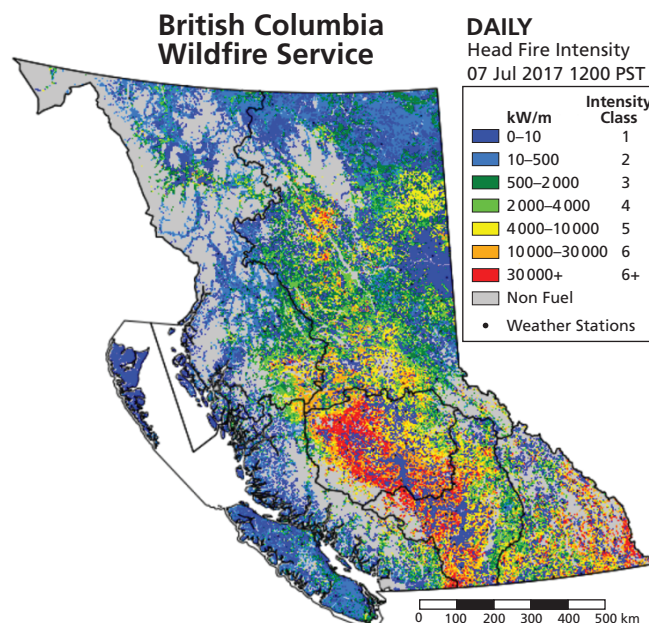 British Columbia
Wildfire Service
DAILY
Head Fire Intensity
07 Jul 2017 1200 PST
kW/m Intensity Class
0–10 1
10–500 2
500–2 000 3
2 000–4 000 4
4 000–10 000 5
10 000–30 000 6
30 000+ 6+
Non Fuel
• Weather Stations
0 100 200 300 400 500 km